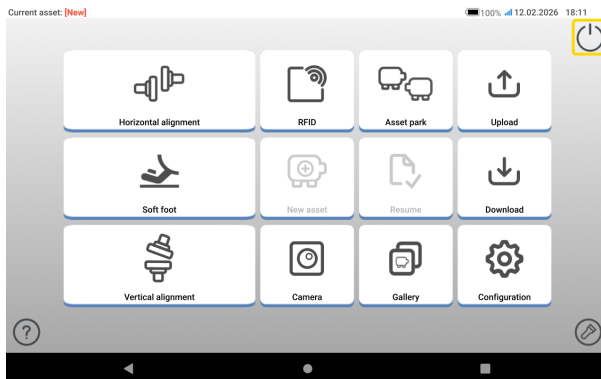 Current asset: [New]
100% 12.02.2026 18:11
Horizontal alignment
RFID
Asset park
Upload
Soft foot
New asset
Resume
Download
Vertical alignment
Camera
Gallery
Configuration
?